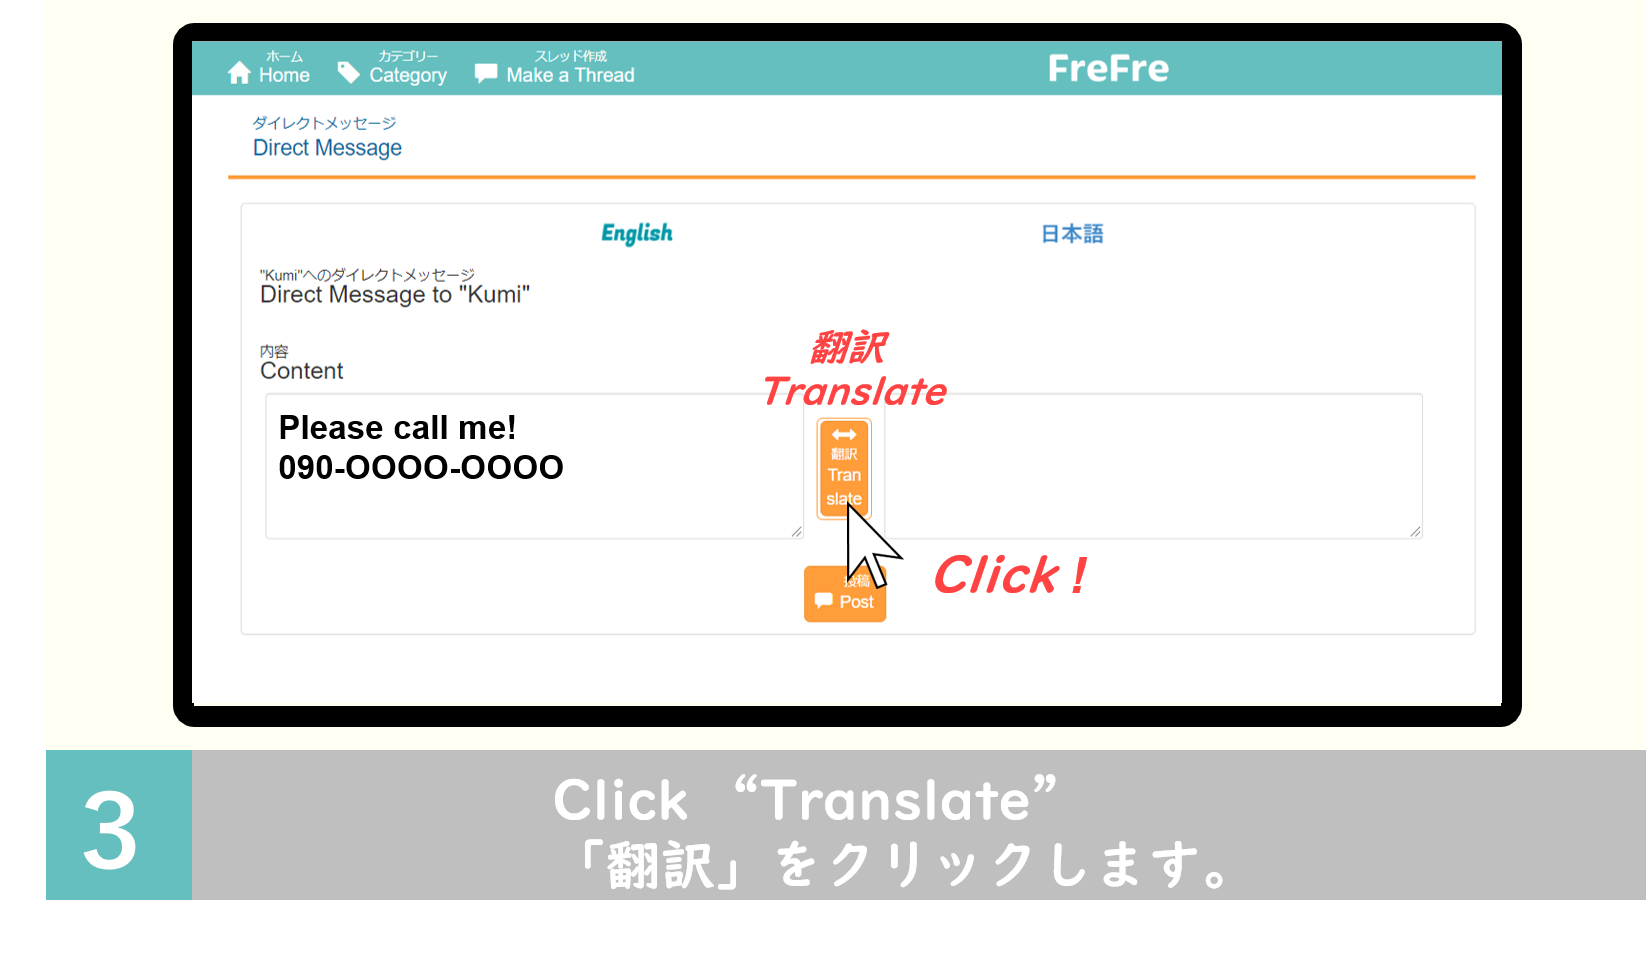 ホーム
Home
カテゴリー
Category
スレッド作成
Make a Thread
FreFre
ダイレクトメッセージ
Direct Message
English
日本語
"Kumi"へのダイレクトメッセージ
Direct Message to "Kumi"
内容
Content
翻訳
Translate
Please call me!
090-OOOO-OOOO
翻訳
Tran
slate
Click !
投稿
Post
3
Click “Translate”
「翻訳」をクリックします。